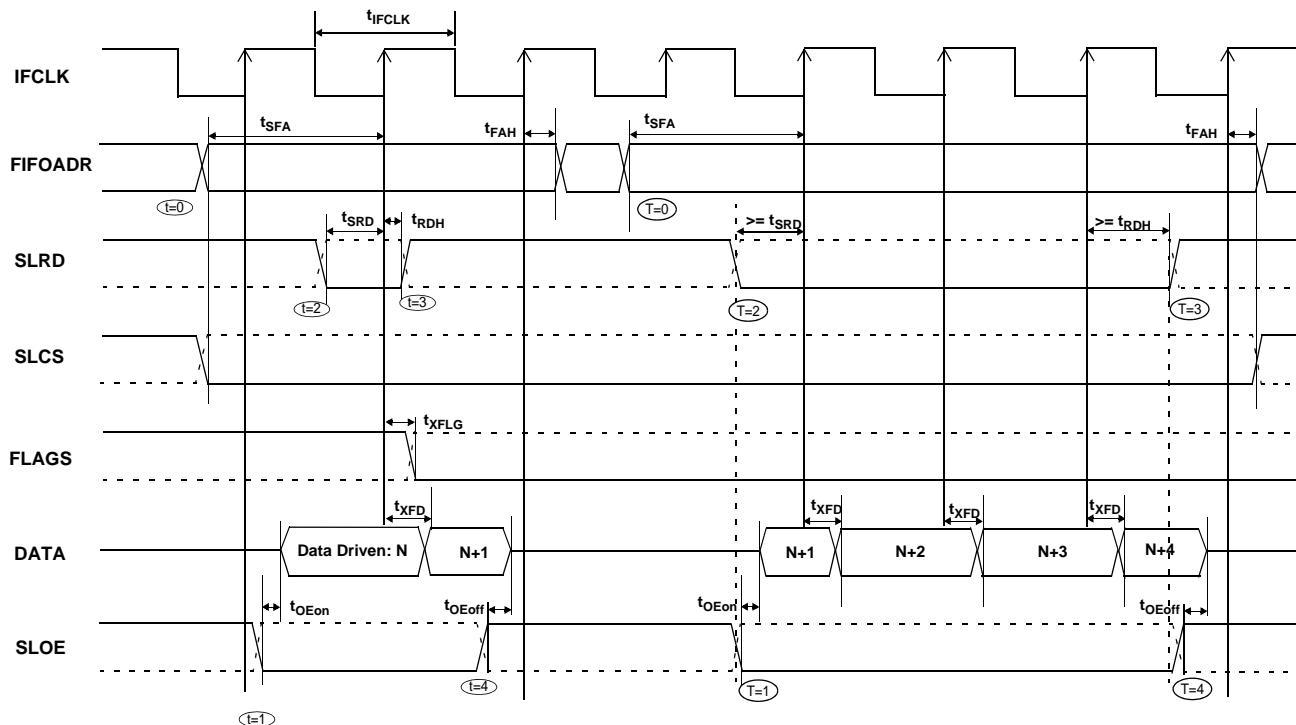 tIFCLK
IFCLK
tSFA
tFAH
tSFA
tFAH
FIFOADR
t=0
T=0
tSRD
tRDH
>= tSRD
>= tRDH
SLRD
t=2
t=3
T=2
T=3
SLCS
tXFLG
FLAGS
tXFD
tXFD
tXFD
tXFD
DATA
Data Driven: N
N+1
N+1
N+2
N+3
N+4
tOEon
tOEoff
tOEon
tOEoff
SLOE
t=4
T=1
T=4
t=1